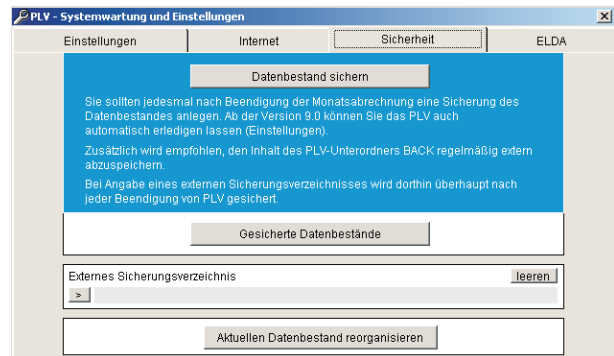 PLV - Systemwartung und Einstellungen
Einstellungen Internet Sicherheit ELDA
Datenbestand sichern
Sie sollten jedesmal nach Beendigung der Monatsabrechnung eine Sicherung des
Datenbestandes anlegen. Ab der Version 9.0 können Sie das PLV auch
automatisch erledigen lassen (Einstellungen).
Zusätzlich wird empfohlen, den Inhalt des PLV-Unterordners BACK regelmäßig extern
abzuspeichern.
Bei Angabe eines externen Sicherungsverzeichnisses wird dorthin überhaupt nach
jeder Beendigung von PLV gesichert.
Gesicherte Datenbestände
Externes Sicherungsverzeichnis leeren
>
Aktuellen Datenbestand reorganisieren